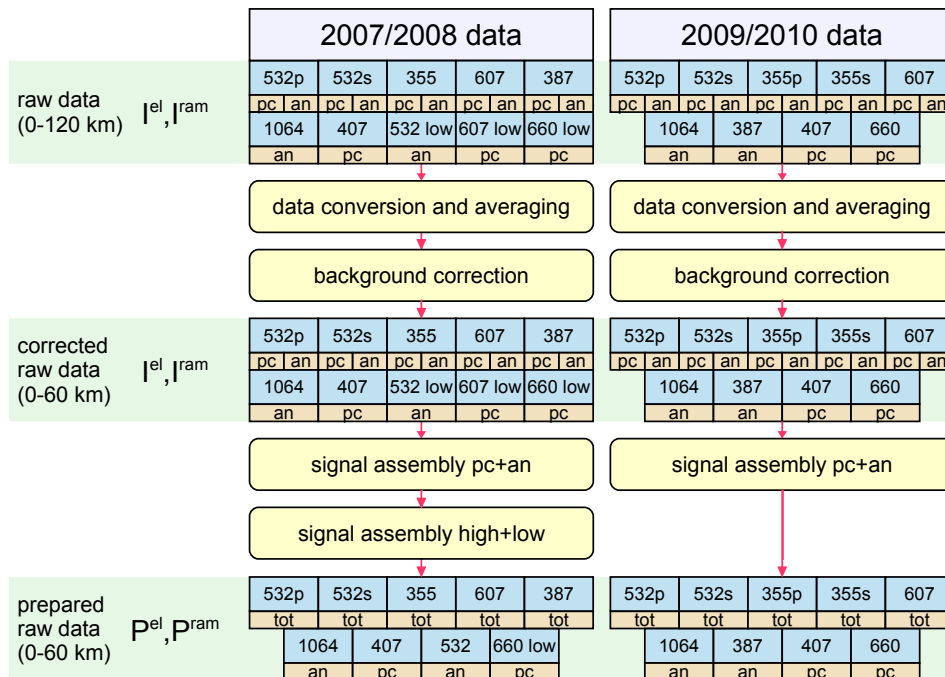 2007/2008 data 2009/2010 data
raw data
(0-120 km)
I^el,I^ram
532p 532s 355 607 387
pc an pc an pc an pc an pc an
1064 407 532 low 607 low 660 low
an pc an pc pc
532p 532s 355p 355s 607
pc an pc an pc an pc an pc an
1064 387 407 660
an an pc pc
data conversion and averaging data conversion and averaging
background correction background correction
corrected
raw data
(0-60 km)
I^el,I^ram
532p 532s 355 607 387
pc an pc an pc an pc an pc an
1064 407 532 low 607 low 660 low
an pc an pc pc
532p 532s 355p 355s 607
pc an pc an pc an pc an pc an
1064 387 407 660
an an pc pc
signal assembly pc+an signal assembly pc+an
signal assembly high+low
prepared
raw data
(0-60 km)
P^el,P^ram
532p 532s 355 607 387
tot tot tot tot tot
1064 407 532 660 low
an pc an pc
532p 532s 355p 355s 607
tot tot tot tot tot
1064 387 407 660
an an pc pc